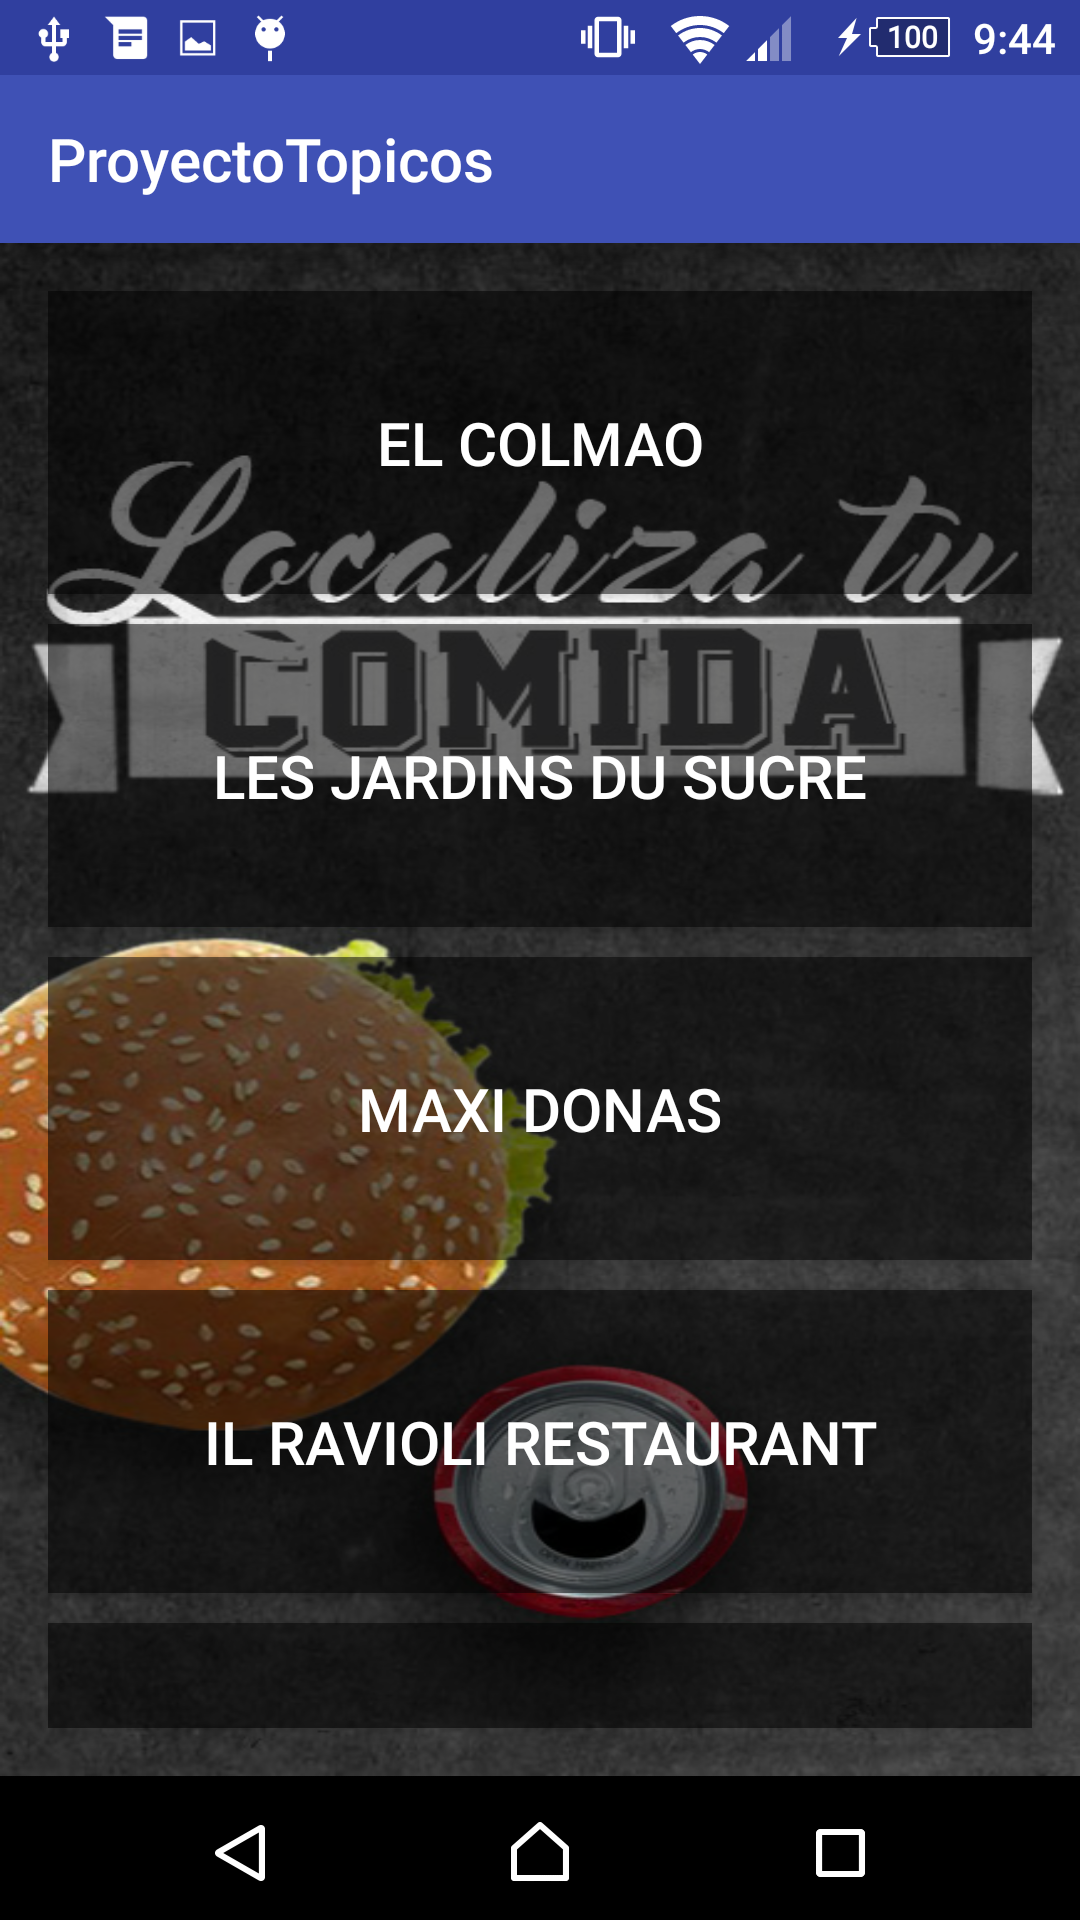 100 9:44
ProyectoTopicos
EL COLMAO
Localiza tu
COMIDA
LES JARDINS DU SUCRE
MAXI DONAS
IL RAVIOLI RESTAURANT